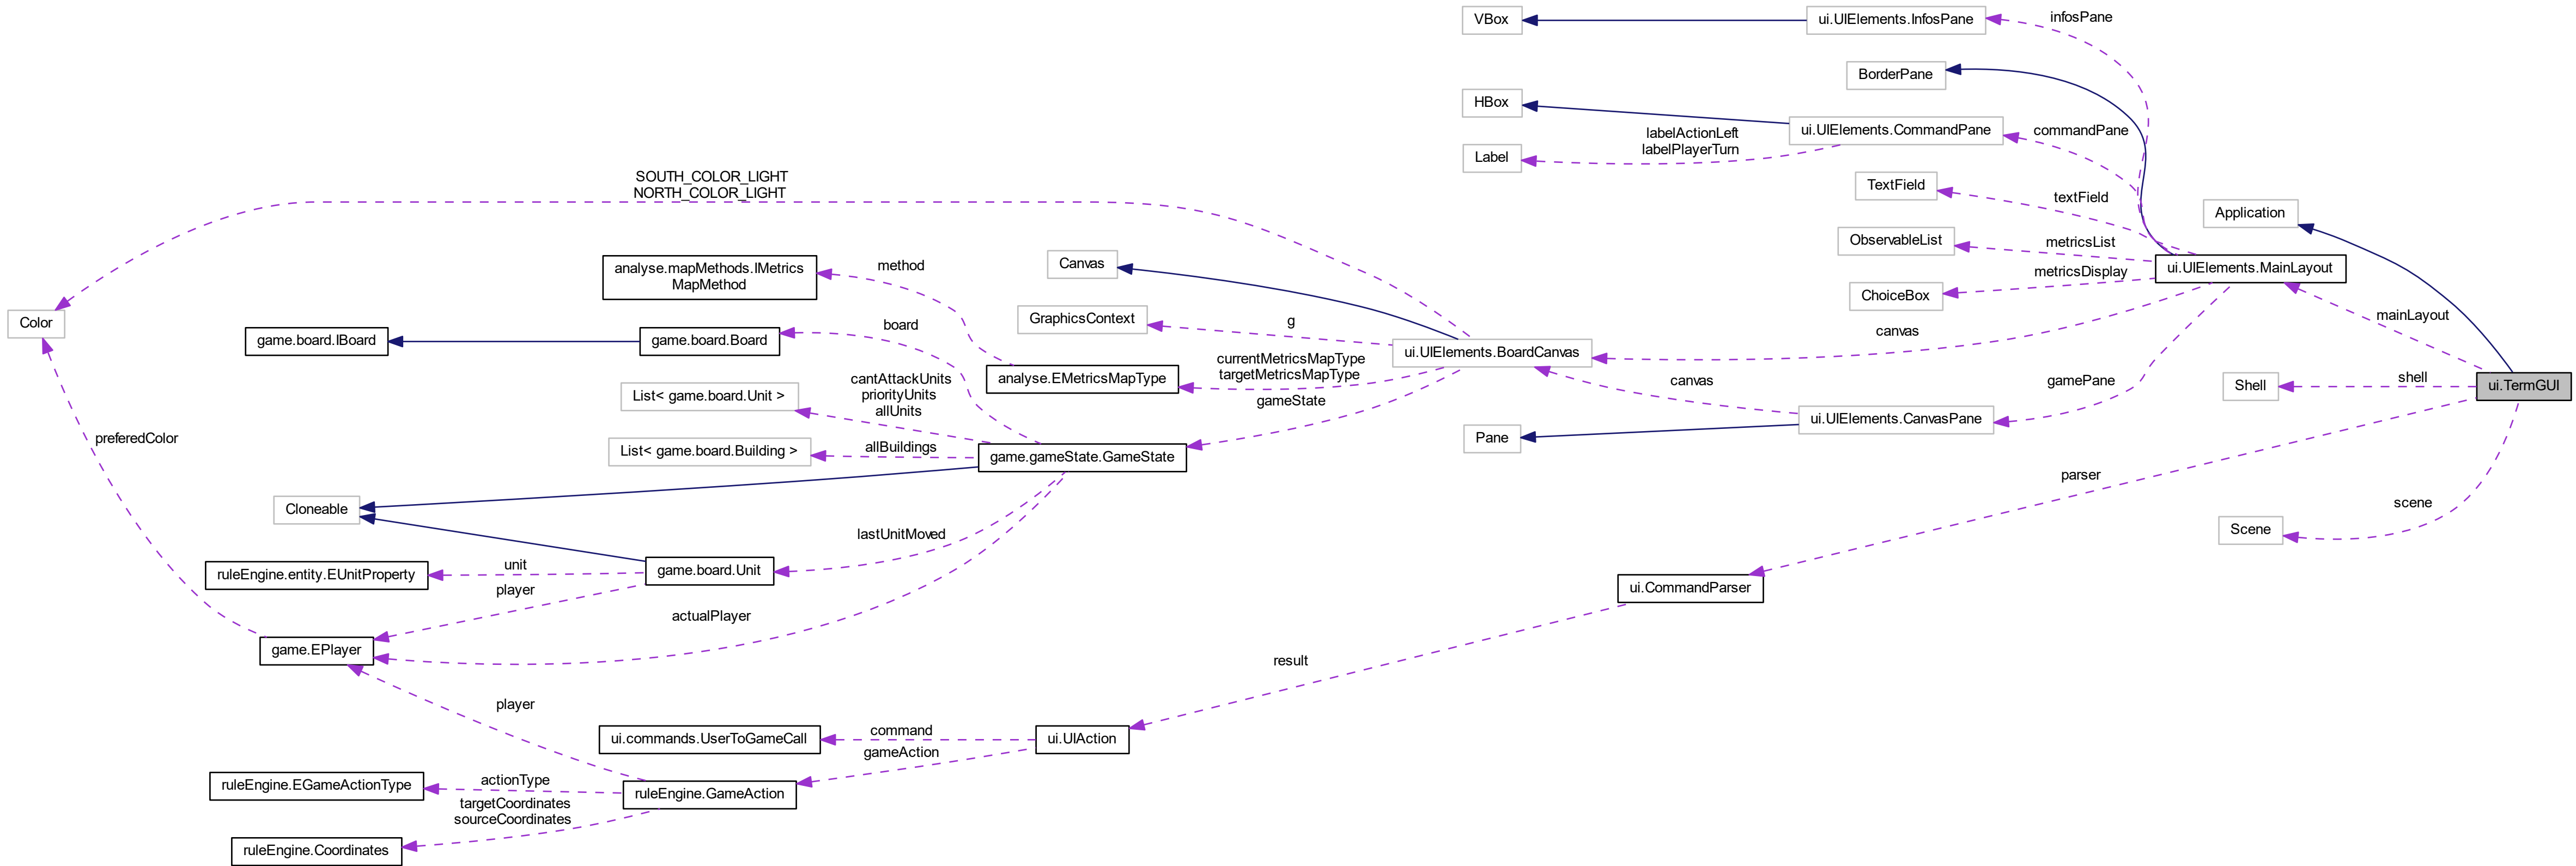 VBox
ui.UIElements.InfosPane
infosPane
BorderPane
HBox
ui.UIElements.CommandPane
commandPane
labelActionLeft
labelPlayerTurn
Label
SOUTH_COLOR_LIGHT
NORTH_COLOR_LIGHT
TextField
textField
Application
ObservableList
metricsList
analyse.mapMethods.IMetrics
MapMethod
method
Canvas
ui.UIElements.MainLayout
metricsDisplay
ChoiceBox
Color
GraphicsContext
g
mainLayout
game.board.IBoard
game.board.Board
board
canvas
ui.UIElements.BoardCanvas
currentMetricsMapType
targetMetricsMapType
analyse.EMetricsMapType
canvas
gamePane
shell
Shell
ui.TermGUI
List< game.board.Unit >
cantAttackUnits
priorityUnits
allUnits
gameState
ui.UIElements.CanvasPane
Pane
preferedColor
List< game.board.Building >
allBuildings
game.gameState.GameState
parser
scene
Cloneable
Scene
lastUnitMoved
ruleEngine.entity.EUnitProperty
unit
player
game.board.Unit
ui.CommandParser
actualPlayer
game.EPlayer
result
player
ui.commands.UserToGameCall
command
gameAction
ui.UIAction
ruleEngine.EGameActionType
actionType
ruleEngine.GameAction
targetCoordinates
sourceCoordinates
ruleEngine.Coordinates